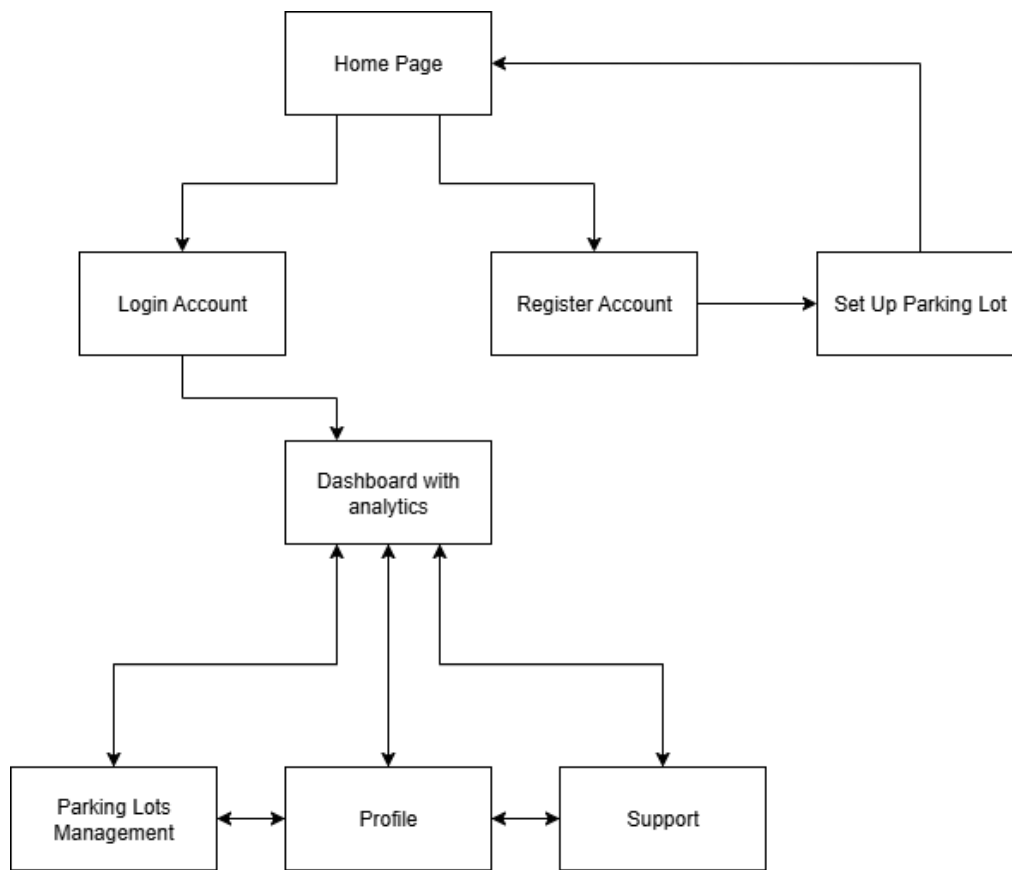 Home Page
Login Account
Register Account
Set Up Parking Lot
Dashboard with
analytics
Parking Lots
Management
Profile
Support